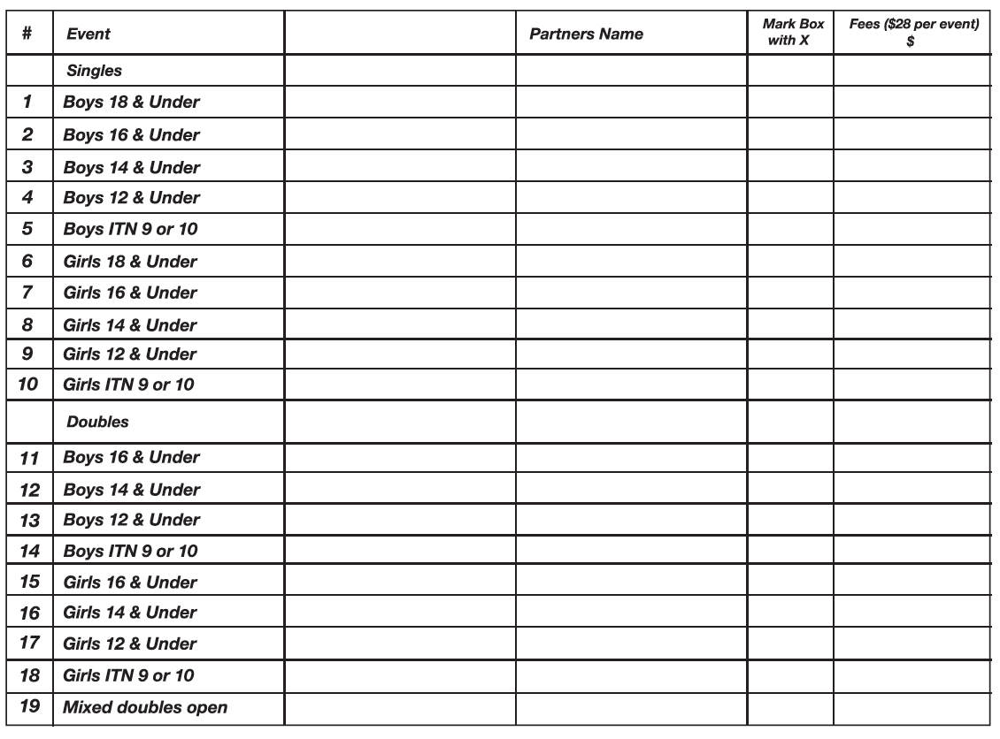 # Event Partners Name Mark Box with X Fees ($28 per event) $
Singles
1 Boys 18 & Under
2 Boys 16 & Under
3 Boys 14 & Under
4 Boys 12 & Under
5 Boys ITN 9 or 10
6 Girls 18 & Under
7 Girls 16 & Under
8 Girls 14 & Under
9 Girls 12 & Under
10 Girls ITN 9 or 10
Doubles
11 Boys 16 & Under
12 Boys 14 & Under
13 Boys 12 & Under
14 Boys ITN 9 or 10
15 Girls 16 & Under
16 Girls 14 & Under
17 Girls 12 & Under
18 Girls ITN 9 or 10
19 Mixed doubles open